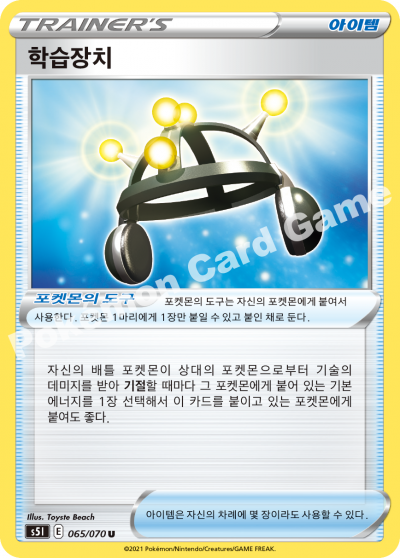 TRAINER'S
아이템
학습장치
포켓몬의 도구 포켓몬의 도구는 자신의 포켓몬에게 붙여서
사용한다. 포켓몬 1마리에게 1장만 붙일 수 있고 붙인 채로 둔다.
자신의 배틀 포켓몬이 상대의 포켓몬으로부터 기술의
데미지를 받아 기절할 때마다 그 포켓몬에게 붙어 있는 기본
에너지를 1장 선택해서 이 카드를 붙이고 있는 포켓몬에게
붙여도 좋다.
Illus. Toyste Beach
s5I E 065/070 U
아이템은 자신의 차례에 몇 장이라도 사용할 수 있다.
©2021 Pokémon/Nintendo/Creatures/GAME FREAK.
Pokémon Card Game